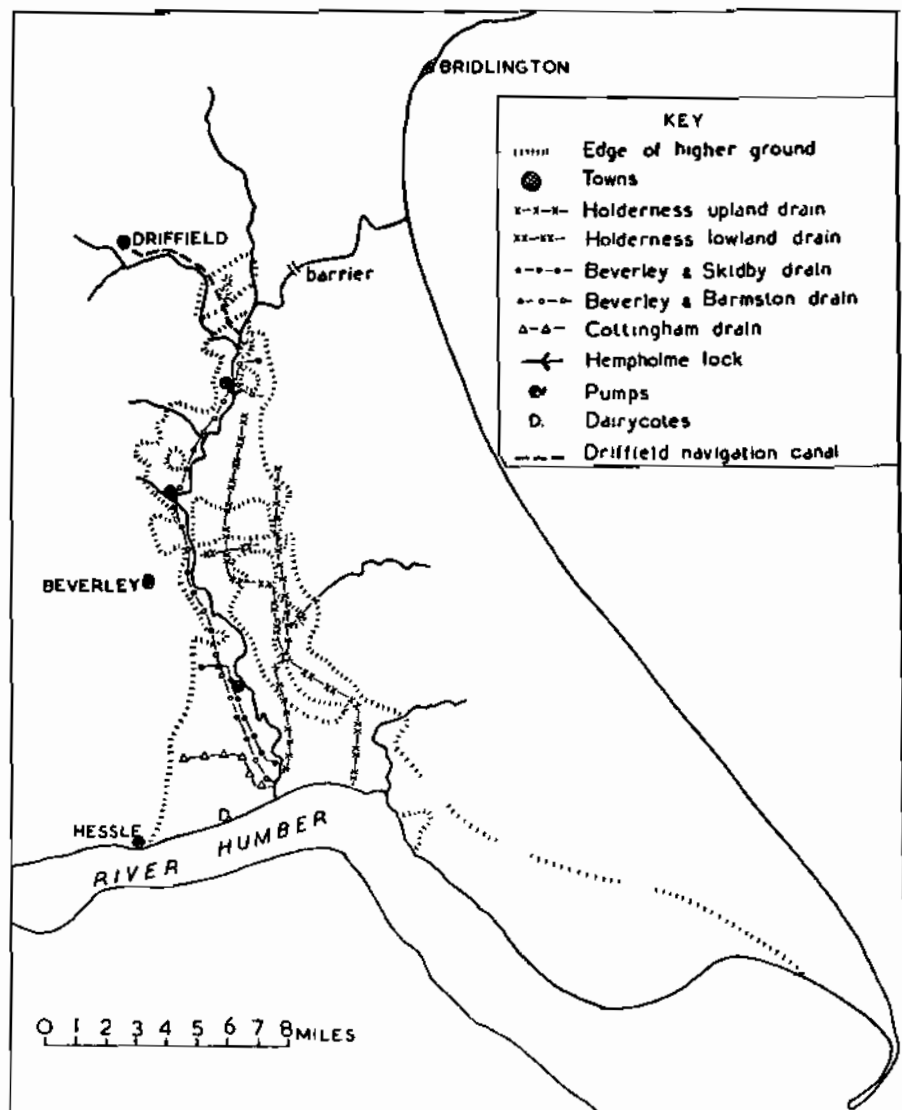 BRIDLINGTON
KEY
Edge of higher ground
Towns
Holderness upland drain
Holderness lowland drain
Beverley & Skidby drain
Beverley & Barmston drain
Cottingham drain
Hempholme lock
Pumps
D. Dairycotes
Driffield navigation canal
DRIFFIELD
barrier
BEVERLEY
D.
HESSLE
RIVER HUMBER
0 1 2 3 4 5 6 7 8 MILES